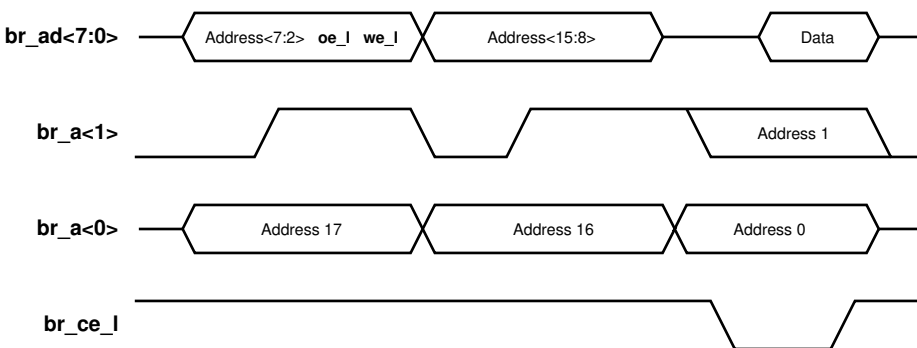 br_ad<7:0> Address<7:2> oe_l we_l Address<15:8> Data
br_a<1> Address 1
br_a<0> Address 17 Address 16 Address 0
br_ce_l